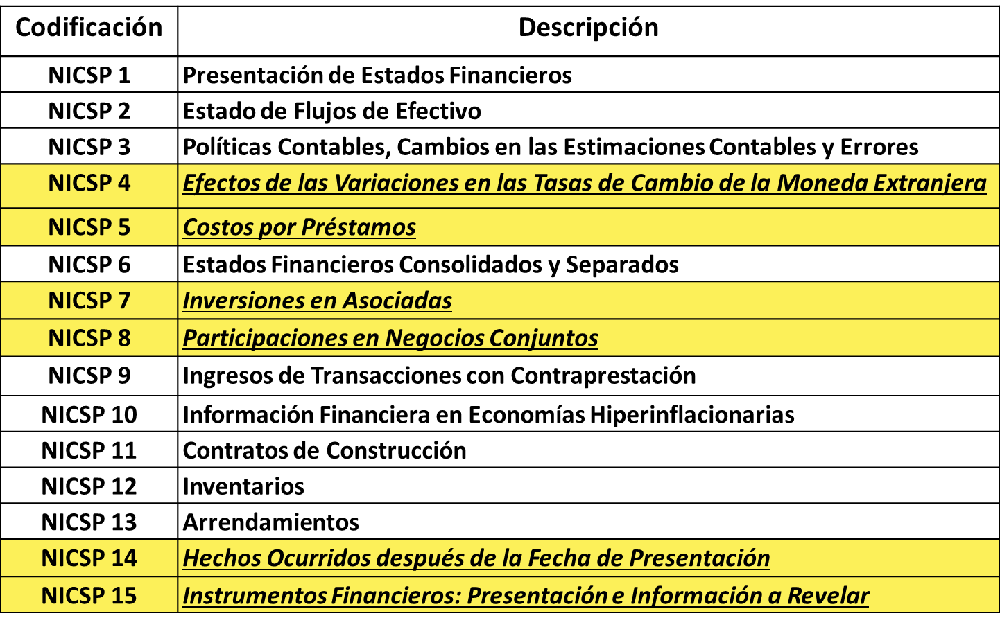 Codificación Descripción
NICSP 1 Presentación de Estados Financieros
NICSP 2 Estado de Flujos de Efectivo
NICSP 3 Políticas Contables, Cambios en las Estimaciones Contables y Errores
NICSP 4 Efectos de las Variaciones en las Tasas de Cambio de la Moneda Extranjera
NICSP 5 Costos por Préstamos
NICSP 6 Estados Financieros Consolidados y Separados
NICSP 7 Inversiones en Asociadas
NICSP 8 Participaciones en Negocios Conjuntos
NICSP 9 Ingresos de Transacciones con Contraprestación
NICSP 10 Información Financiera en Economías Hiperinflacionarias
NICSP 11 Contratos de Construcción
NICSP 12 Inventarios
NICSP 13 Arrendamientos
NICSP 14 Hechos Ocurridos después de la Fecha de Presentación
NICSP 15 Instrumentos Financieros: Presentación e Información a Revelar